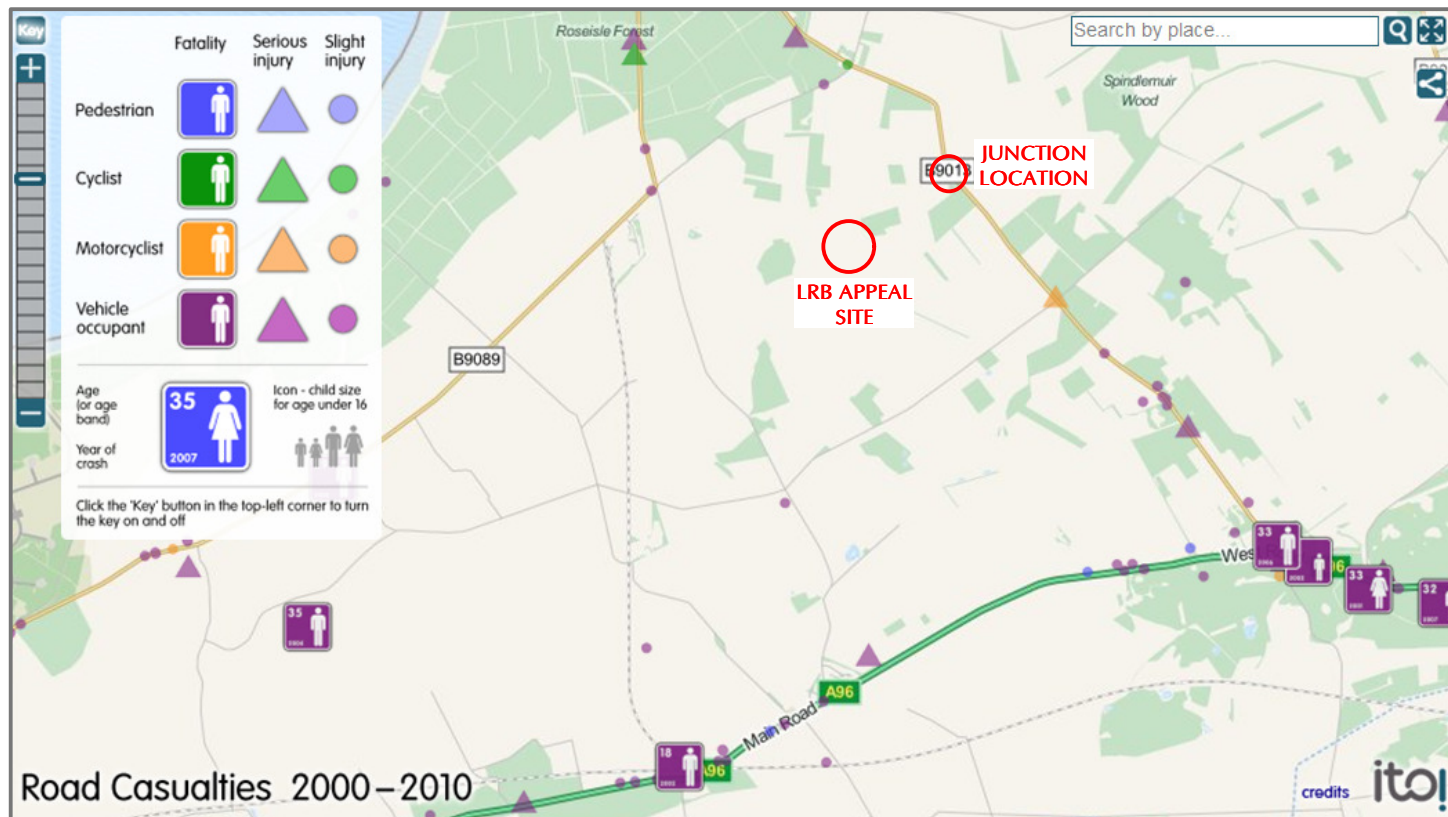 Key
Fatality
Serious
injury
Slight
injury
Pedestrian
Cyclist
Motorcyclist
Vehicle
occupant
Age
(or age
band)
Year of
crash
35
2007
Icon - child size
for age under 16
Click the 'Key' button in the top-left corner to turn
the key on and off
Roseisle Forest
Search by place...
Spindlemuir
Wood
B9013
JUNCTION
LOCATION
LRB APPEAL
SITE
B9089
33
33
32
35
A96
Main Road
18
A96
Road Casualties 2000–2010
credits
ito!